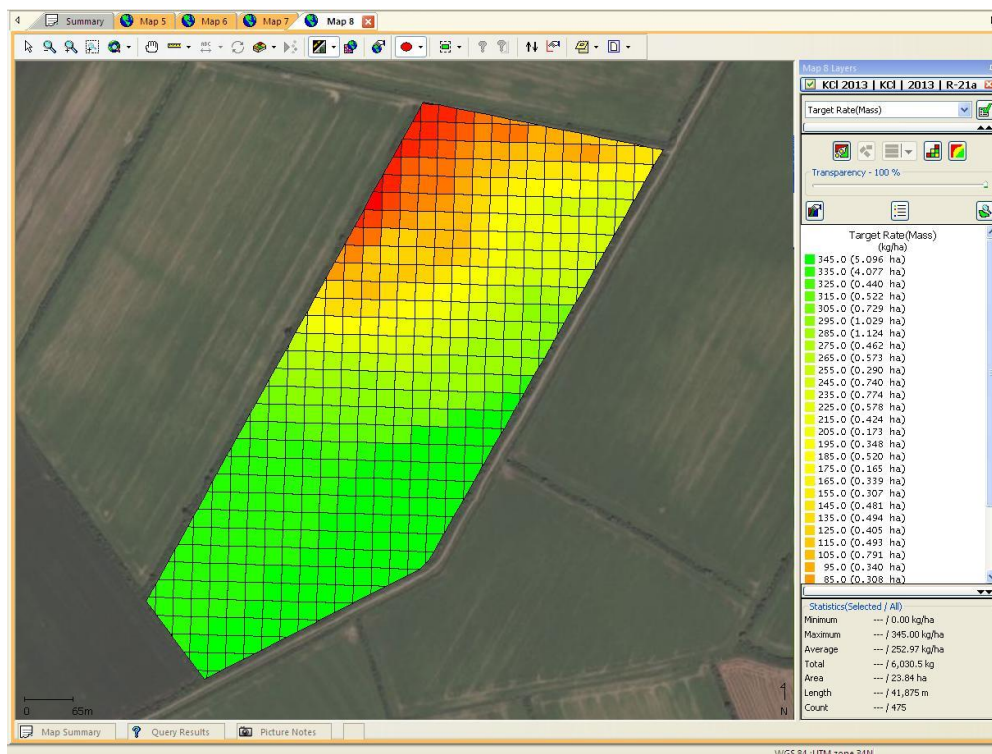 Summary Map 5 Map 6 Map 7 Map 8
ABC
Map 8 Layers
KCl 2013 | KCl | 2013 | R-21a
Target Rate(Mass)
Transparency - 100 %
Target Rate(Mass)
(kg/ha)
345.0 (5.096 ha)
335.0 (4.077 ha)
325.0 (0.440 ha)
315.0 (0.522 ha)
305.0 (0.729 ha)
295.0 (1.029 ha)
285.0 (1.124 ha)
275.0 (0.462 ha)
265.0 (0.573 ha)
255.0 (0.290 ha)
245.0 (0.740 ha)
235.0 (0.774 ha)
225.0 (0.578 ha)
215.0 (0.424 ha)
205.0 (0.173 ha)
195.0 (0.348 ha)
185.0 (0.520 ha)
175.0 (0.165 ha)
165.0 (0.339 ha)
155.0 (0.307 ha)
145.0 (0.481 ha)
135.0 (0.494 ha)
125.0 (0.405 ha)
115.0 (0.493 ha)
105.0 (0.791 ha)
95.0 (0.340 ha)
85.0 (0.308 ha)
Statistics(Selected / All)
Minimum --- / 0.00 kg/ha
Maximum --- / 345.00 kg/ha
Average --- / 252.97 kg/ha
Total --- / 6,030.5 kg
Area --- / 23.84 ha
Length --- / 41,875 m
Count --- / 475
0 65m
N
Map Summary Query Results Picture Notes
WGS 84 :UTM zone 34N